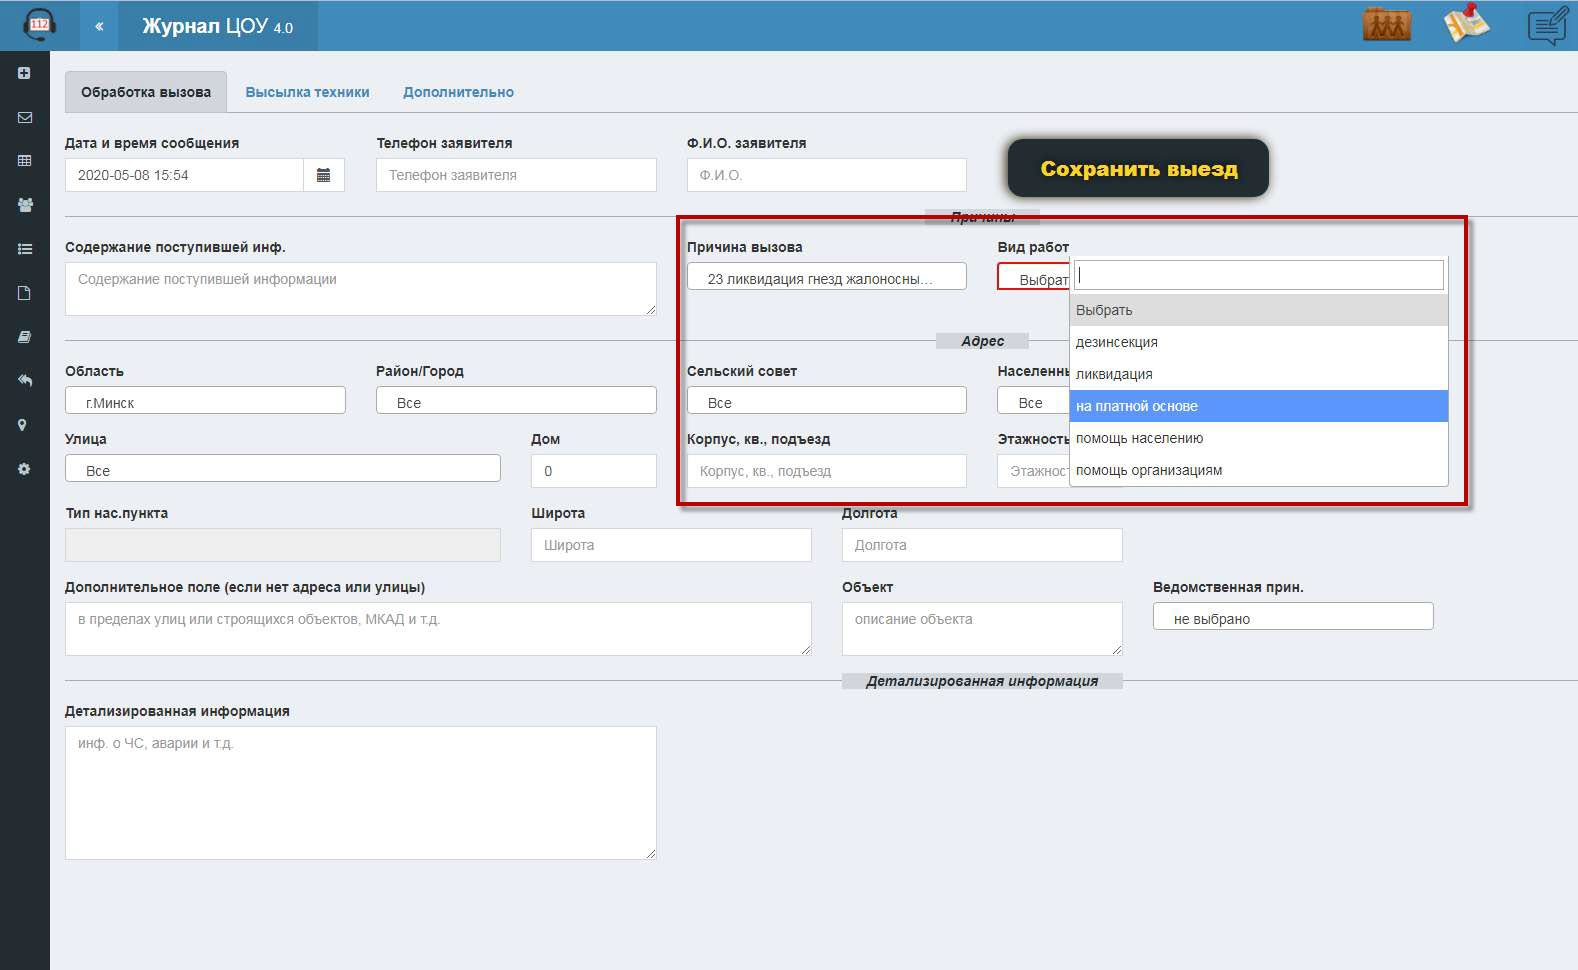 112
«
Журнал ЦОУ 4.0
Обработка вызова
Высылка техники
Дополнительно
Дата и время сообщения
Телефон заявителя
Ф.И.О. заявителя
2020-05-08 15:54
Телефон заявителя
Ф.И.О.
Сохранить выезд
Причины
Содержание поступившей инф.
Причина вызова
Вид работ
Содержание поступившей информации
23 ликвидация гнезд жалоносны...
Выбрат
Выбрать
дезинсекция
ликвидация
на платной основе
помощь населению
помощь организациям
Адрес
Область
Район/Город
Сельский совет
Населенны
г.Минск
Все
Все
Все
Улица
Дом
Корпус, кв., подъезд
Этажность
Все
0
Корпус, кв., подъезд
Этажност
Тип нас.пункта
Широта
Долгота
Широта
Долгота
Дополнительное поле (если нет адреса или улицы)
Объект
Ведомственная прин.
в пределах улиц или строящихся объектов, МКАД и т.д.
описание объекта
не выбрано
Детализированная информация
Детализированная информация
инф. о ЧС, аварии и т.д.